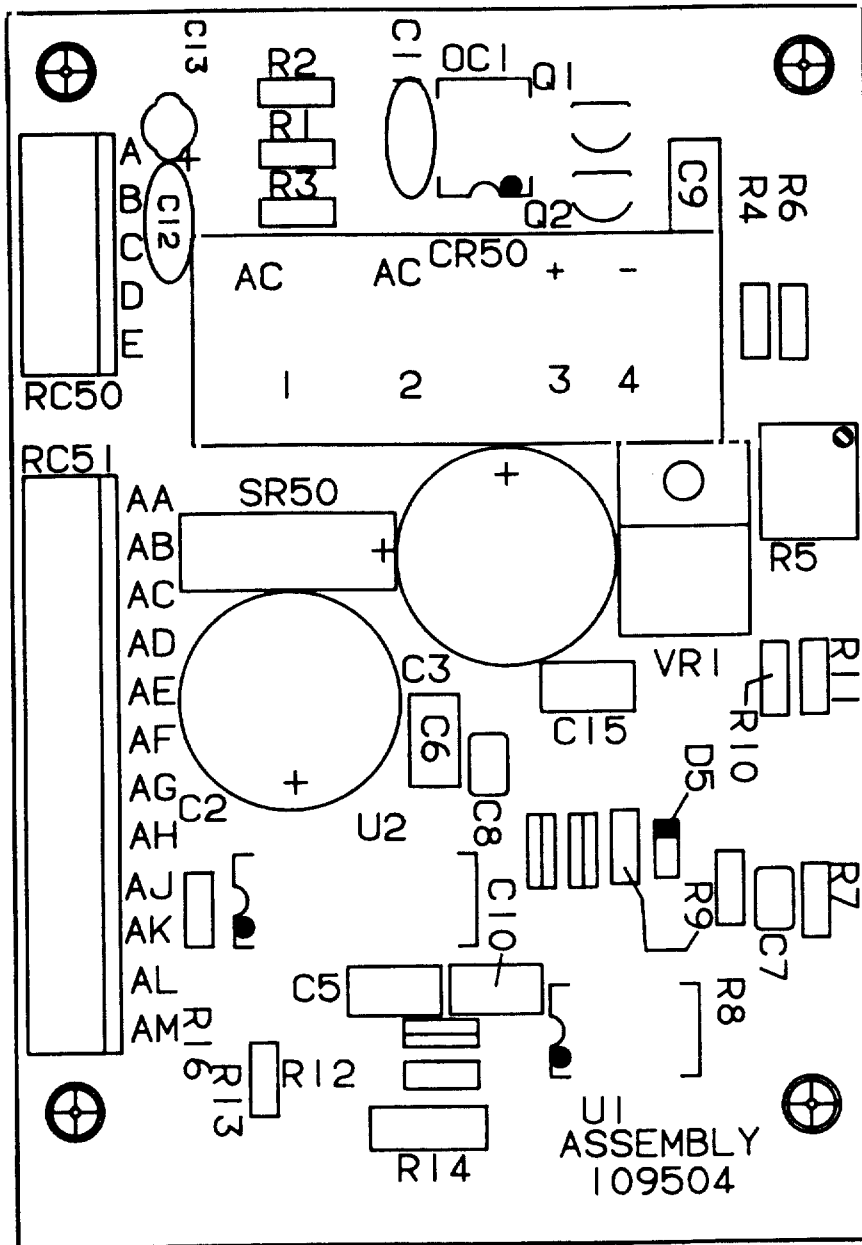 C13
R2
C11
OC1
Q1
A
R1
C9
R4
R6
B
C12
R3
Q2
C
CR50
AC
AC
+
-
D
E
1
2
3
4
RC50
RC51
AA
SR50
+
AB
+
R5
AC
AD
C3
VR1
R11
AE
C6
C15
R10
AF
D5
AG
C2
+
U2
C8
AH
AJ
C10
R9
R7
AK
C7
AL
C5
R8
AM
R16
R13
R12
U1
R14
ASSEMBLY
109504
+